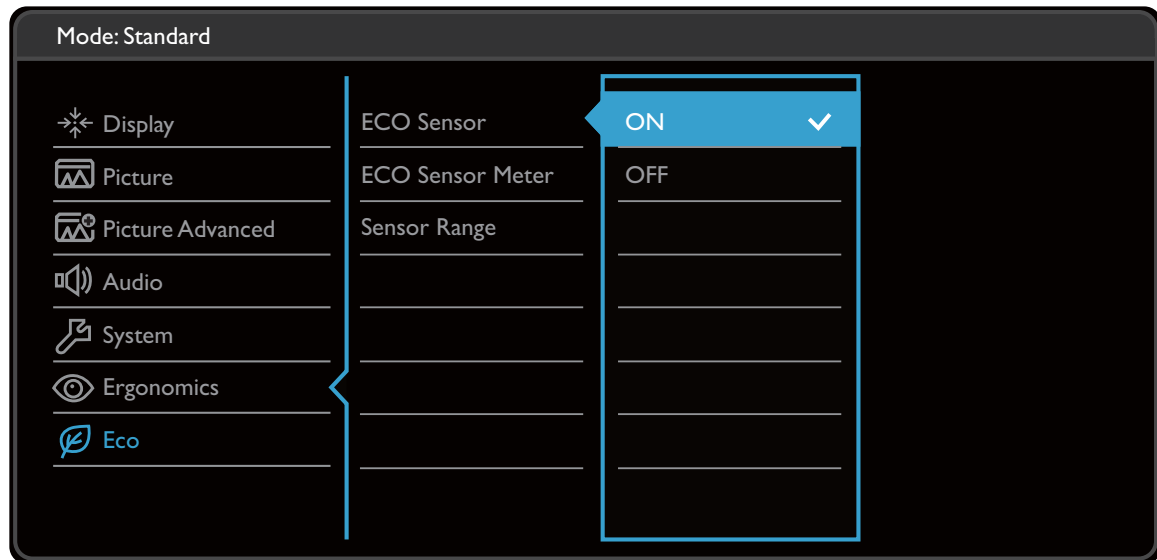 Mode: Standard
Display
Picture
Picture Advanced
Audio
System
Ergonomics
Eco
ECO Sensor
ECO Sensor Meter
Sensor Range
ON
OFF